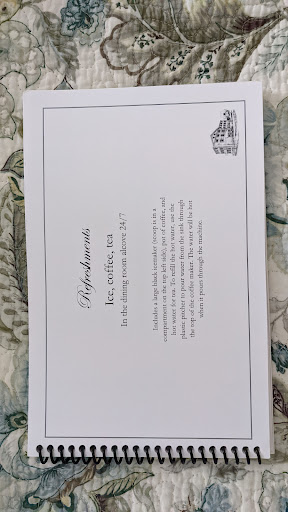 Refreshments
Ice, coffee, tea
In the dining room alcove 24/7
Includes a large black icemaker (scoop is in a
compartment on the top left side), pot of coffee, and
hot water for tea. To refill the hot water, use the
plastic pitcher to pour water from the sink through
the top of the coffee maker. The water will be hot
when it pours through the machine.